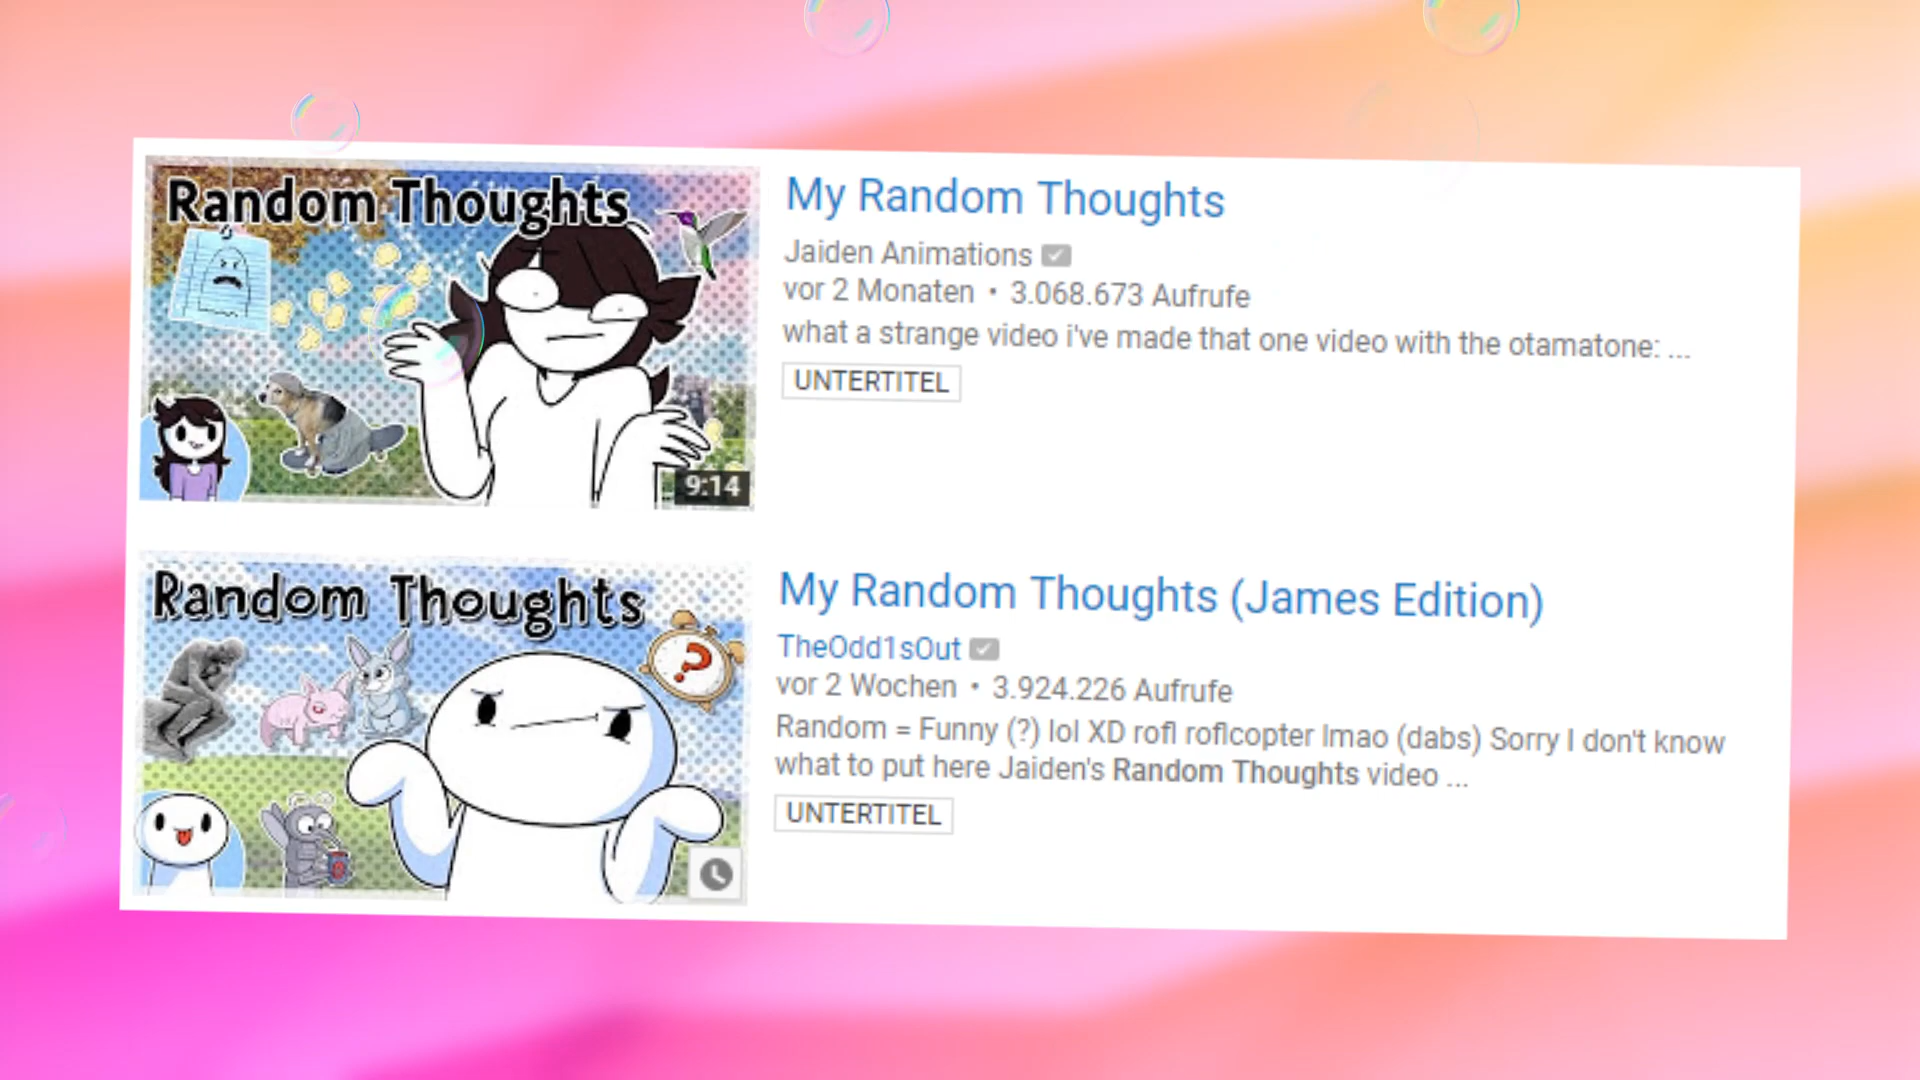 Random Thoughts
9:14
My Random Thoughts
Jaiden Animations
vor 2 Monaten • 3.068.673 Aufrufe
what a strange video i've made that one video with the otamatone: ...
UNTERTITEL
Random Thoughts
?
My Random Thoughts (James Edition)
TheOdd1sOut
vor 2 Wochen • 3.924.226 Aufrufe
Random = Funny (?) lol XD rofl roflcopter lmao (dabs) Sorry I don't know
what to put here Jaiden's Random Thoughts video ...
UNTERTITEL